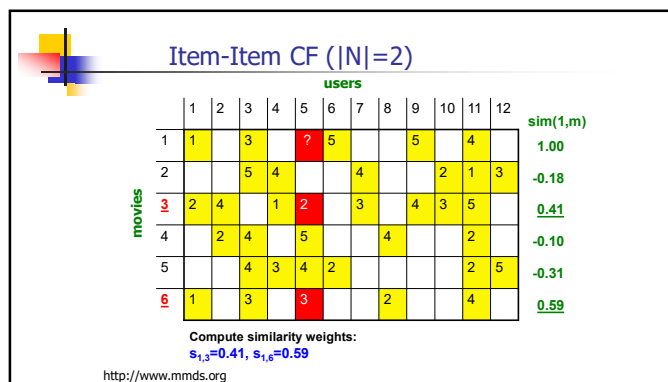 Item-Item CF (|N|=2)
users
1 2 3 4 5 6 7 8 9 10 11 12
sim(1,m)
movies
1 1 3 ? 5 5 4 1.00
2 5 4 4 2 1 3 -0.18
3 2 4 1 2 3 4 3 5 0.41
4 2 4 5 4 2 -0.10
5 4 3 4 2 2 5 -0.31
6 1 3 3 2 4 0.59
Compute similarity weights:
s1,3=0.41, s1,6=0.59
http://www.mmds.org